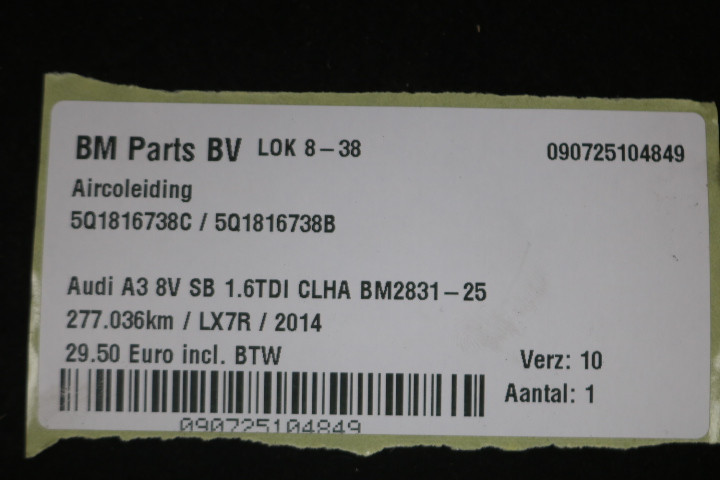 BM Parts BV LOK 8-38 090725104849
Aircoleiding
5Q1816738C / 5Q1816738B
Audi A3 8V SB 1.6TDI CLHA BM2831-25
277.036km / LX7R / 2014
29.50 Euro incl. BTW
Verz: 10
Aantal: 1
090725104849